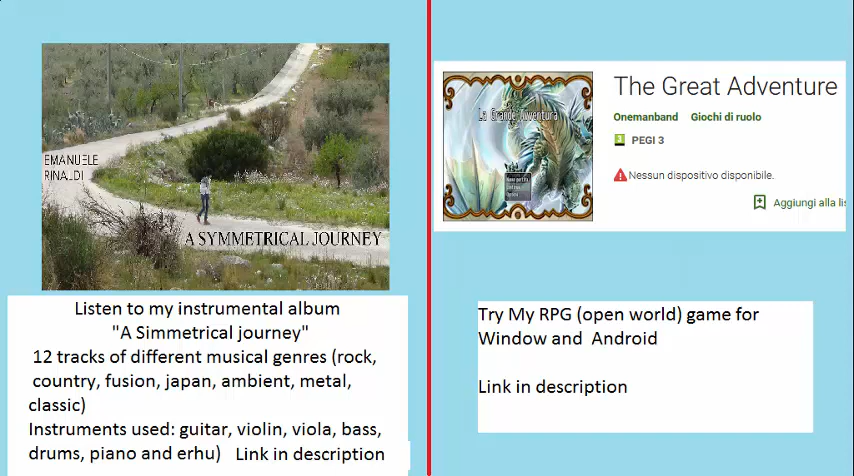 EMANUELE
RINALDI
A SYMMETRICAL JOURNEY
Listen to my instrumental album
"A Simmetrical journey"
12 tracks of different musical genres (rock,
country, fusion, japan, ambient, metal,
classic)
Instruments used: guitar, violin, viola, bass,
drums, piano and erhu) Link in description
La Grande Avventura
The Great Adventure
Onemanband Giochi di ruolo
3 PEGI 3
Nessun dispositivo disponibile.
Aggiungi alla lis
Try My RPG (open world) game for
Window and Android
Link in description